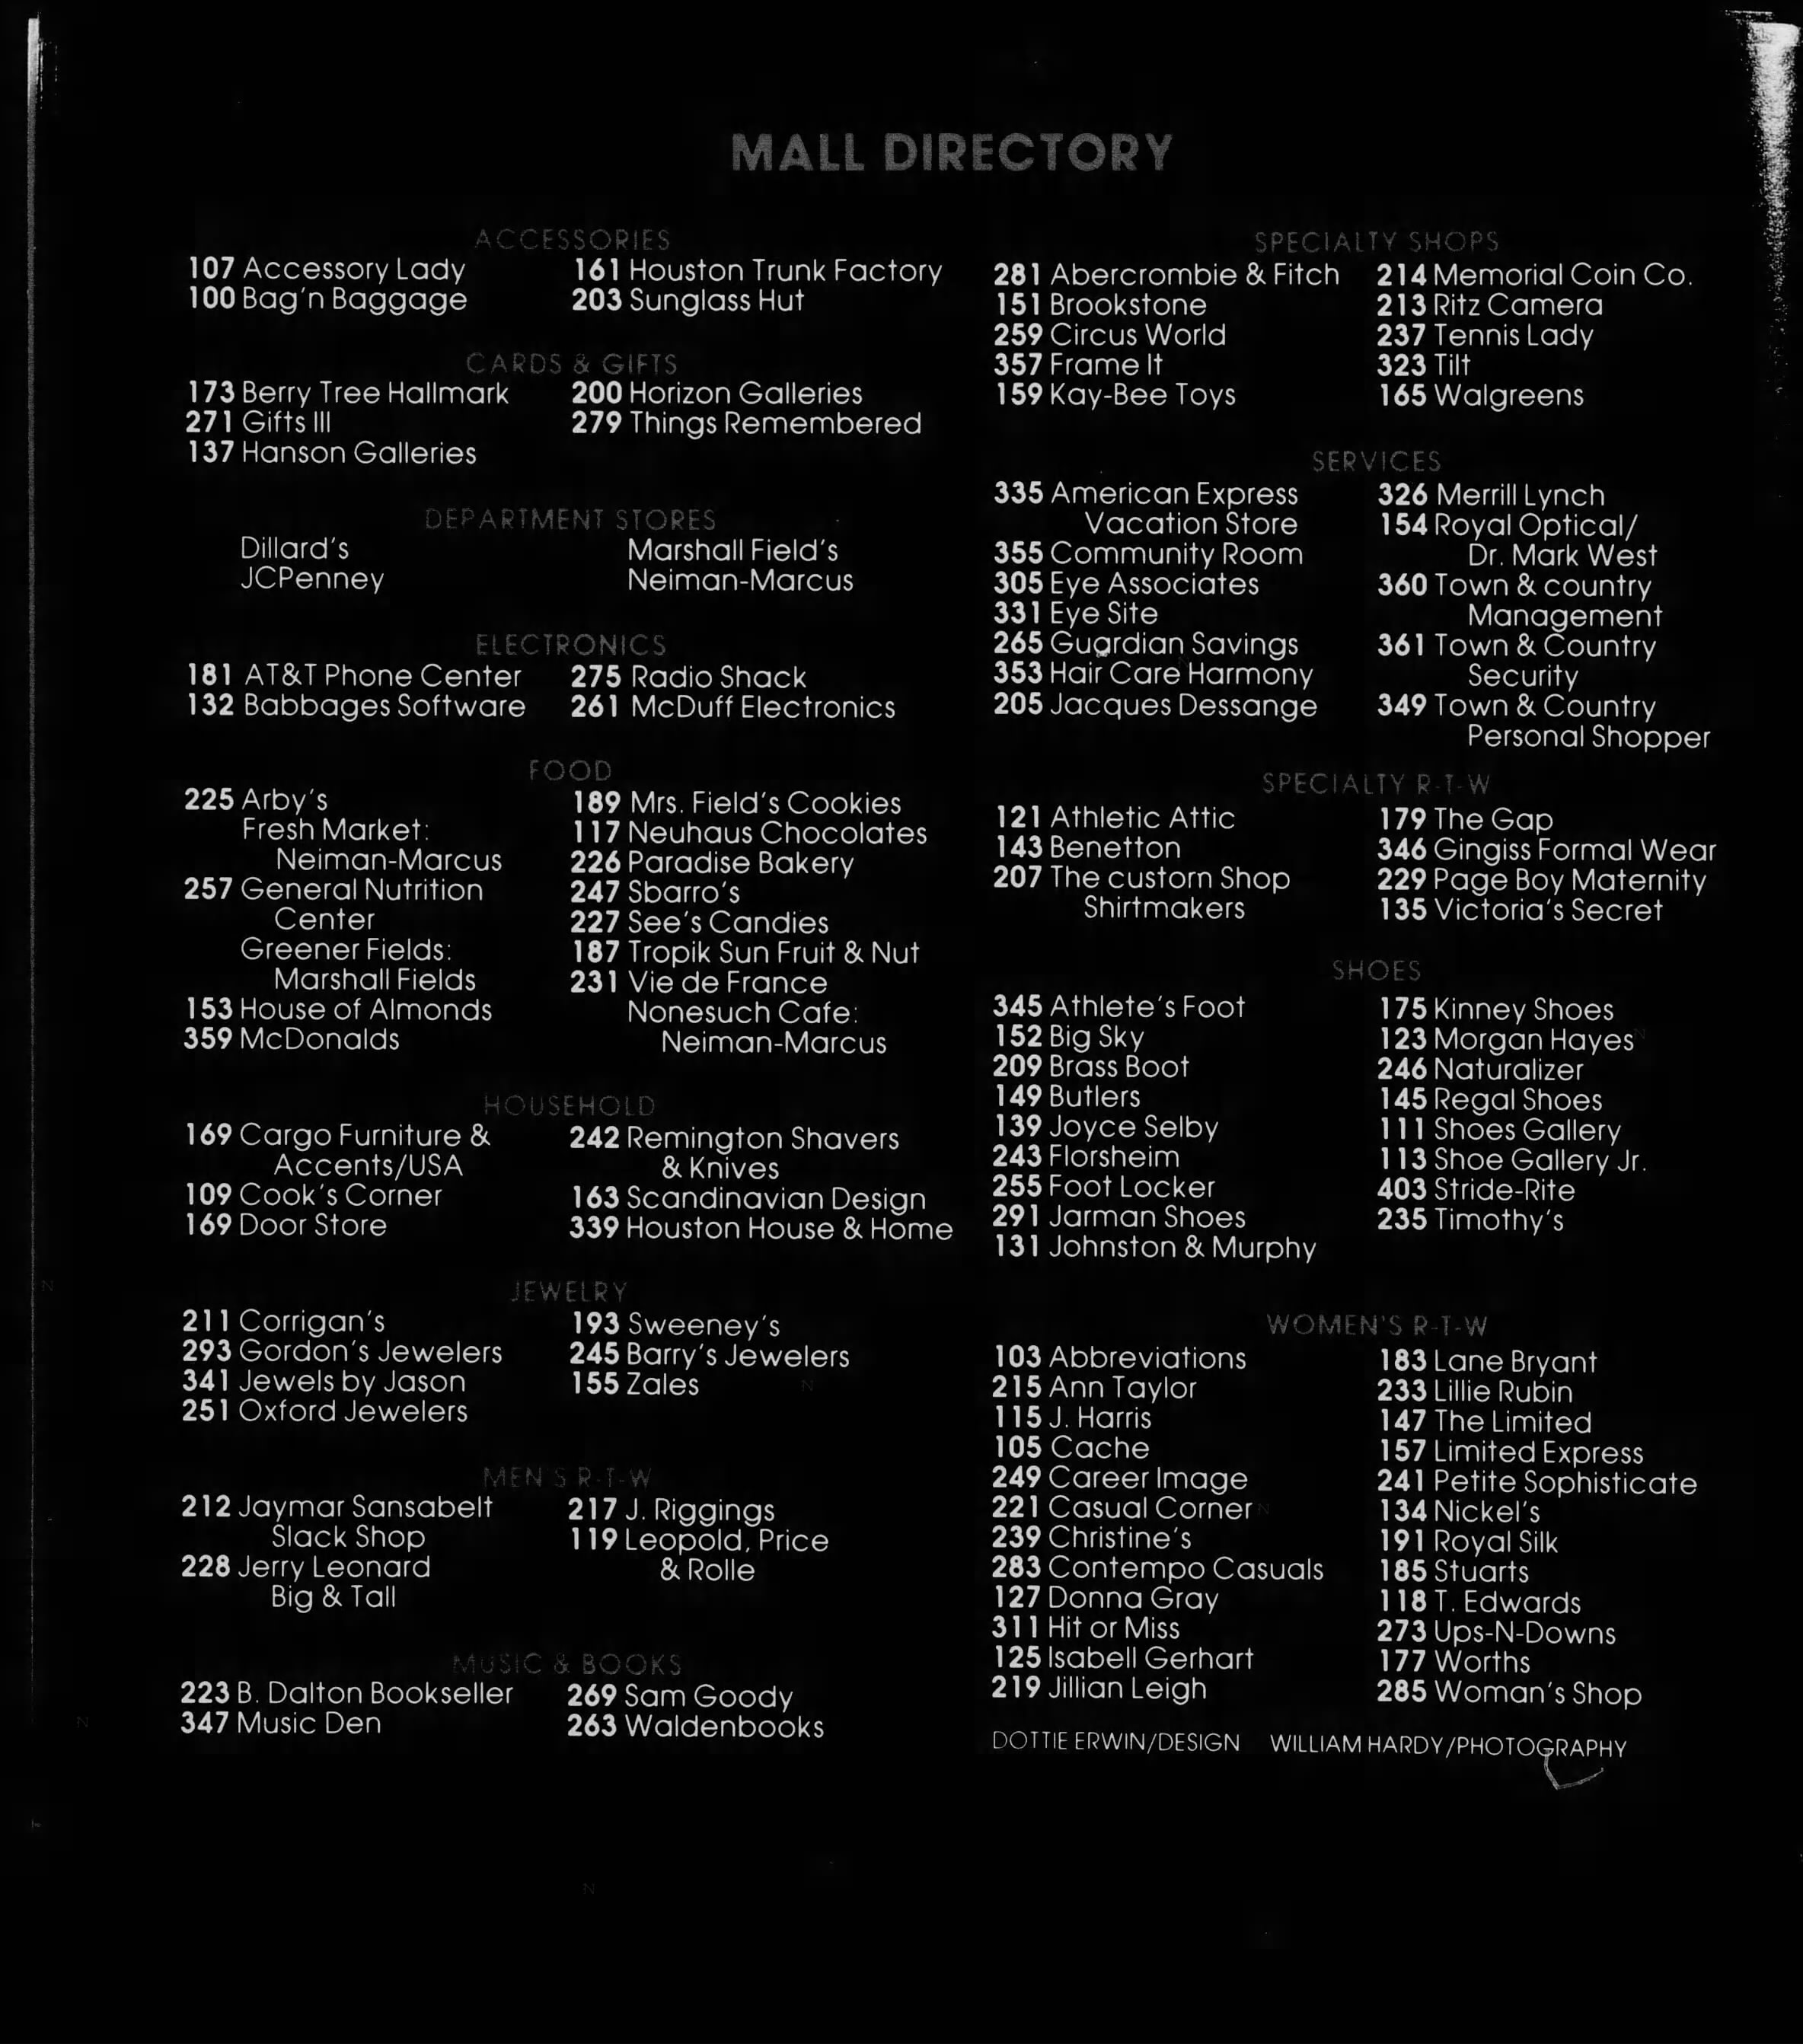 MALL DIRECTORY
ACCESSORIES
107 Accessory Lady
100 Bag'n Baggage
161 Houston Trunk Factory
203 Sunglass Hut
CARDS & GIFTS
173 Berry Tree Hallmark
271 Gifts III
137 Hanson Galleries
200 Horizon Galleries
279 Things Remembered
DEPARTMENT STORES
Dillard's
JCPenney
Marshall Field's
Neiman-Marcus
ELECTRONICS
181 AT&T Phone Center
132 Babbages Software
275 Radio Shack
261 McDuff Electronics
FOOD
225 Arby's
Fresh Market:
Neiman-Marcus
257 General Nutrition
Center
Greener Fields:
Marshall Fields
153 House of Almonds
359 McDonalds
189 Mrs. Field's Cookies
117 Neuhaus Chocolates
226 Paradise Bakery
247 Sbarro's
227 See's Candies
187 Tropik Sun Fruit & Nut
231 Vie de France
Nonesuch Cafe:
Neiman-Marcus
HOUSEHOLD
169 Cargo Furniture &
Accents/USA
109 Cook's Corner
169 Door Store
242 Remington Shavers
& Knives
163 Scandinavian Design
339 Houston House & Home
JEWELRY
211 Corrigan's
293 Gordon's Jewelers
341 Jewels by Jason
251 Oxford Jewelers
193 Sweeney's
245 Barry's Jewelers
155 Zales
MEN'S R-T-W
212 Jaymar Sansabelt
Slack Shop
228 Jerry Leonard
Big & Tall
217 J. Riggings
119 Leopold, Price
& Rolle
MUSIC & BOOKS
223 B. Dalton Bookseller
347 Music Den
269 Sam Goody
263 Waldenbooks
SPECIALTY SHOPS
281 Abercrombie & Fitch
151 Brookstone
259 Circus World
357 Frame It
159 Kay-Bee Toys
214 Memorial Coin Co.
213 Ritz Camera
237 Tennis Lady
323 Tilt
165 Walgreens
SERVICES
335 American Express
Vacation Store
355 Community Room
305 Eye Associates
331 Eye Site
265 Guardian Savings
353 Hair Care Harmony
205 Jacques Dessange
326 Merrill Lynch
154 Royal Optical/
Dr. Mark West
360 Town & country
Management
361 Town & Country
Security
349 Town & Country
Personal Shopper
SPECIALTY R-T-W
121 Athletic Attic
143 Benetton
207 The custom Shop
Shirtmakers
179 The Gap
346 Gingiss Formal Wear
229 Page Boy Maternity
135 Victoria's Secret
SHOES
345 Athlete's Foot
152 Big Sky
209 Brass Boot
149 Butlers
139 Joyce Selby
243 Florsheim
255 Foot Locker
291 Jarman Shoes
131 Johnston & Murphy
175 Kinney Shoes
123 Morgan Hayes
246 Naturalizer
145 Regal Shoes
111 Shoes Gallery
113 Shoe Gallery Jr.
403 Stride-Rite
235 Timothy's
WOMEN'S R-T-W
103 Abbreviations
215 Ann Taylor
115 J. Harris
105 Cache
249 Career Image
221 Casual Corner
239 Christine's
283 Contempo Casuals
127 Donna Gray
311 Hit or Miss
125 Isabell Gerhart
219 Jillian Leigh
183 Lane Bryant
233 Lillie Rubin
147 The Limited
157 Limited Express
241 Petite Sophisticate
134 Nickel's
191 Royal Silk
185 Stuarts
118 T. Edwards
273 Ups-N-Downs
177 Worths
285 Woman's Shop
DOTTIE ERWIN/DESIGN WILLIAM HARDY/PHOTOGRAPHY